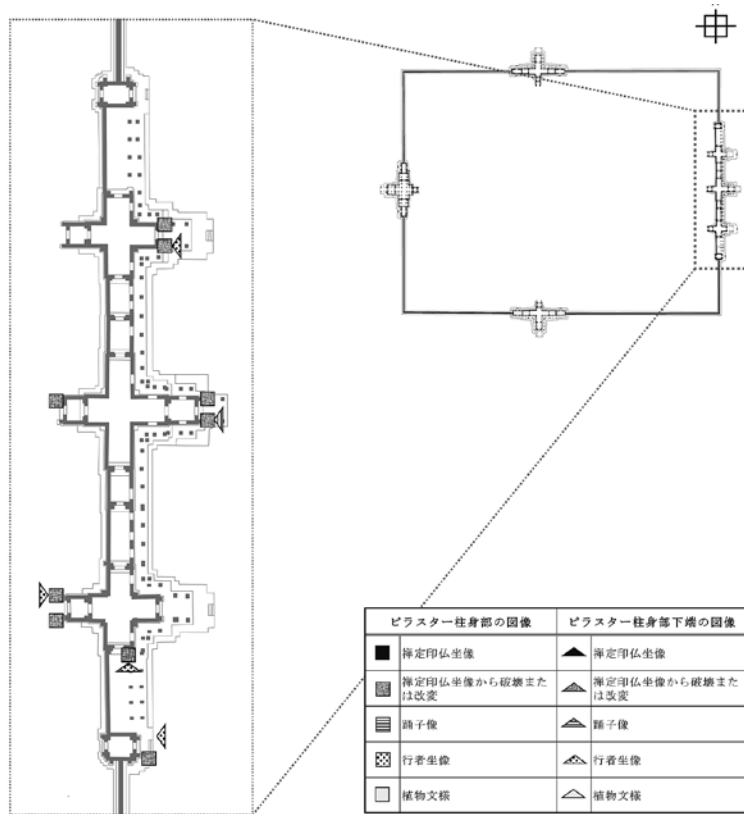 ピラスター柱身部の図像 ピラスター柱身部下端の図像
禅定印仏坐像 禅定印仏坐像
禅定印仏坐像から破壊また 禅定印仏坐像から破壊また
は改変 は改変
踊子像 踊子像
行者坐像 行者坐像
植物文様 植物文様